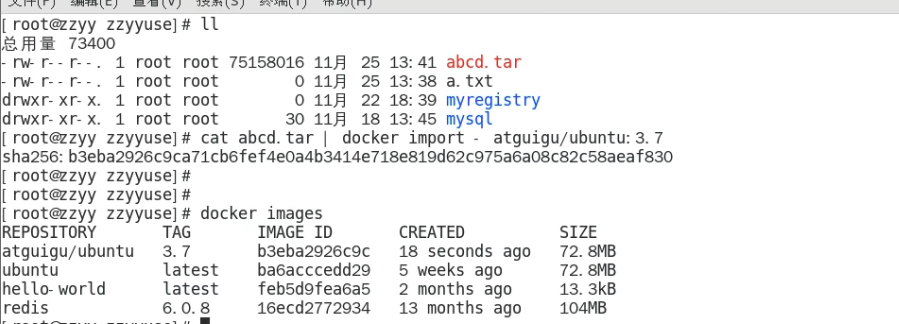 文件(F) 编辑(E) 查看(V) 搜索(S) 终端(T) 帮助(H)
[root@zzyy zzyyuse]# ll
总用量 73400
-rw-r--r--. 1 root root 75158016 11月 25 13:41 abcd.tar
-rw-r--r--. 1 root root 0 11月 25 13:38 a.txt
drwxr-xr-x. 1 root root 0 11月 22 18:39 myregistry
drwxr-xr-x. 1 root root 30 11月 18 13:45 mysql
[root@zzyy zzyyuse]# cat abcd.tar | docker import - atguigu/ubuntu:3.7
sha256:b3eba2926c9ca71cb6fef4e0a4b3414e718e819d62c975a6a08c82c58aeaf830
[root@zzyy zzyyuse]#
[root@zzyy zzyyuse]#
[root@zzyy zzyyuse]# docker images
REPOSITORY TAG IMAGE ID CREATED SIZE
atguigu/ubuntu 3.7 b3eba2926c9c 18 seconds ago 72.8MB
ubuntu latest ba6acccedd29 5 weeks ago 72.8MB
hello-world latest feb5d9fea6a5 2 months ago 13.3kB
redis 6.0.8 16ecd2772934 13 months ago 104MB
[root@zzyy zzyyuse]#